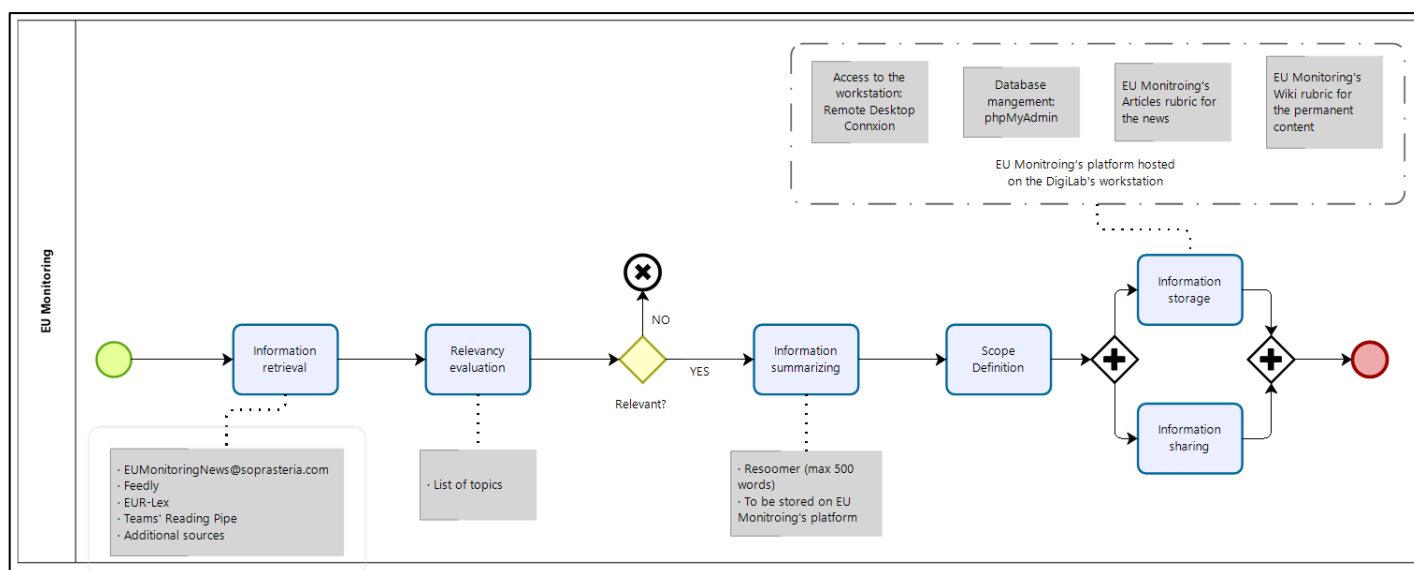 EU Monitoring
Access to the
workstation:
Remote Desktop
Connxion
Database
mangement:
phpMyAdmin
EU Monitroing's
Articles rubric for
the news
EU Monitoring's
Wiki rubric for
the permanent
content
EU Monitroing's platform hosted
on the DigiLab's workstation
Information
retrieval
Relevancy
evaluation
NO
YES
Relevant?
Information
summarizing
Scope
Definition
Information
storage
Information
sharing
· EUMonitoringNews@soprasteria.com
· Feedly
· EUR-Lex
· Teams' Reading Pipe
· Additional sources
· List of topics
· Resoomer (max 500
words)
· To be stored on EU
Monitroing's platform